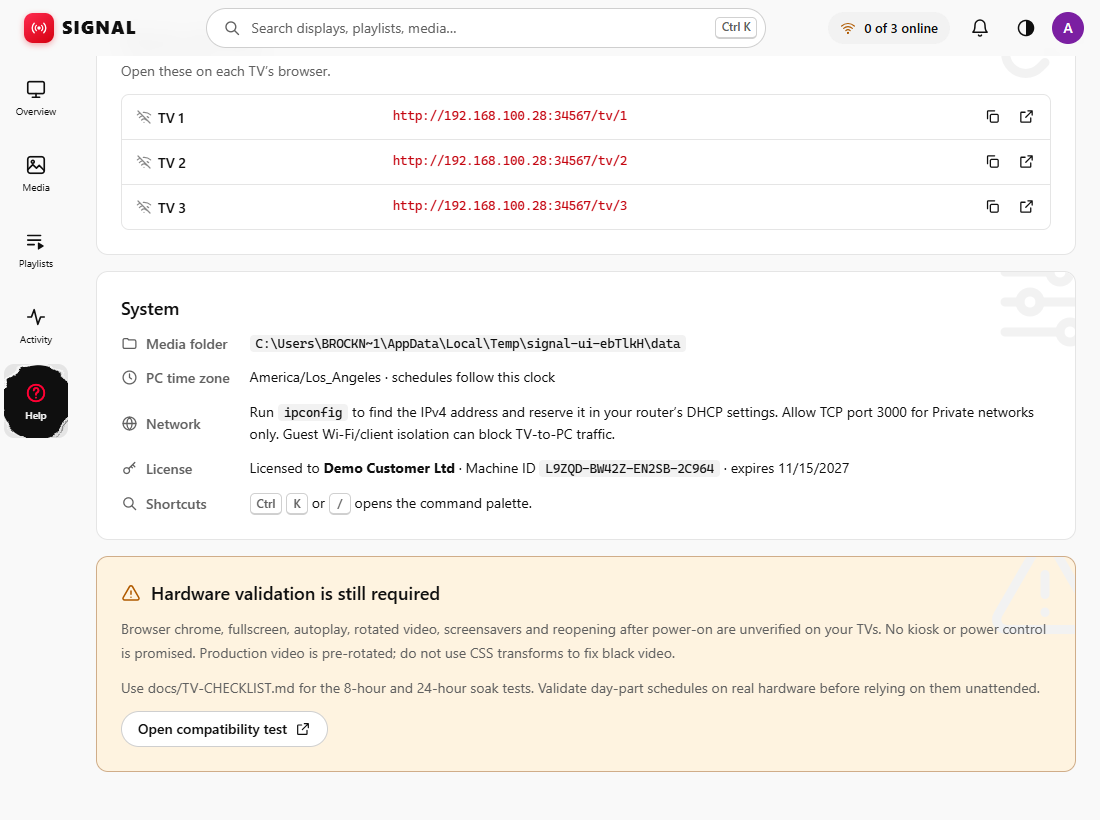 SIGNAL
Search displays, playlists, media...
Ctrl K
0 of 3 online
A
Overview
Media
Playlists
Activity
Help
Open these on each TV's browser.
TV 1 http://192.168.100.28:34567/tv/1
TV 2 http://192.168.100.28:34567/tv/2
TV 3 http://192.168.100.28:34567/tv/3
System
Media folder C:\Users\BROCKN~1\AppData\Local\Temp\signal-ui-ebTlkH\data
PC time zone America/Los_Angeles · schedules follow this clock
Network Run ipconfig to find the IPv4 address and reserve it in your router's DHCP settings. Allow TCP port 3000 for Private networks
only. Guest Wi-Fi/client isolation can block TV-to-PC traffic.
License Licensed to Demo Customer Ltd · Machine ID L9ZQD-BW42Z-EN2SB-2C964 · expires 11/15/2027
Shortcuts Ctrl K or / opens the command palette.
Hardware validation is still required
Browser chrome, fullscreen, autoplay, rotated video, screensavers and reopening after power-on are unverified on your TVs. No kiosk or power control
is promised. Production video is pre-rotated; do not use CSS transforms to fix black video.
Use docs/TV-CHECKLIST.md for the 8-hour and 24-hour soak tests. Validate day-part schedules on real hardware before relying on them unattended.
Open compatibility test